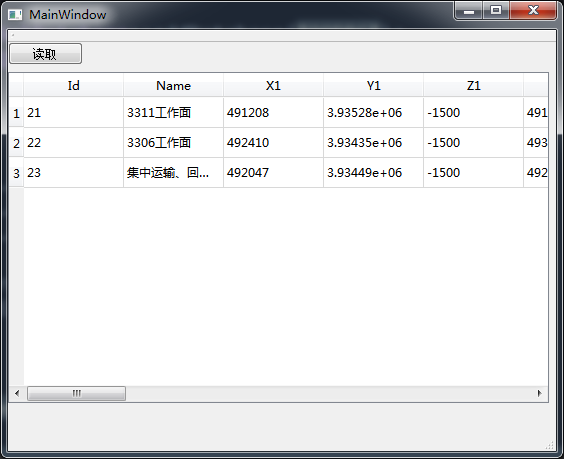 MainWindow
读取
Id Name X1 Y1 Z1
1 21 3311工作面 491208 3.93528e+06 -1500 491
2 22 3306工作面 492410 3.93435e+06 -1500 493
3 23 集中运输、回... 492047 3.93449e+06 -1500 492